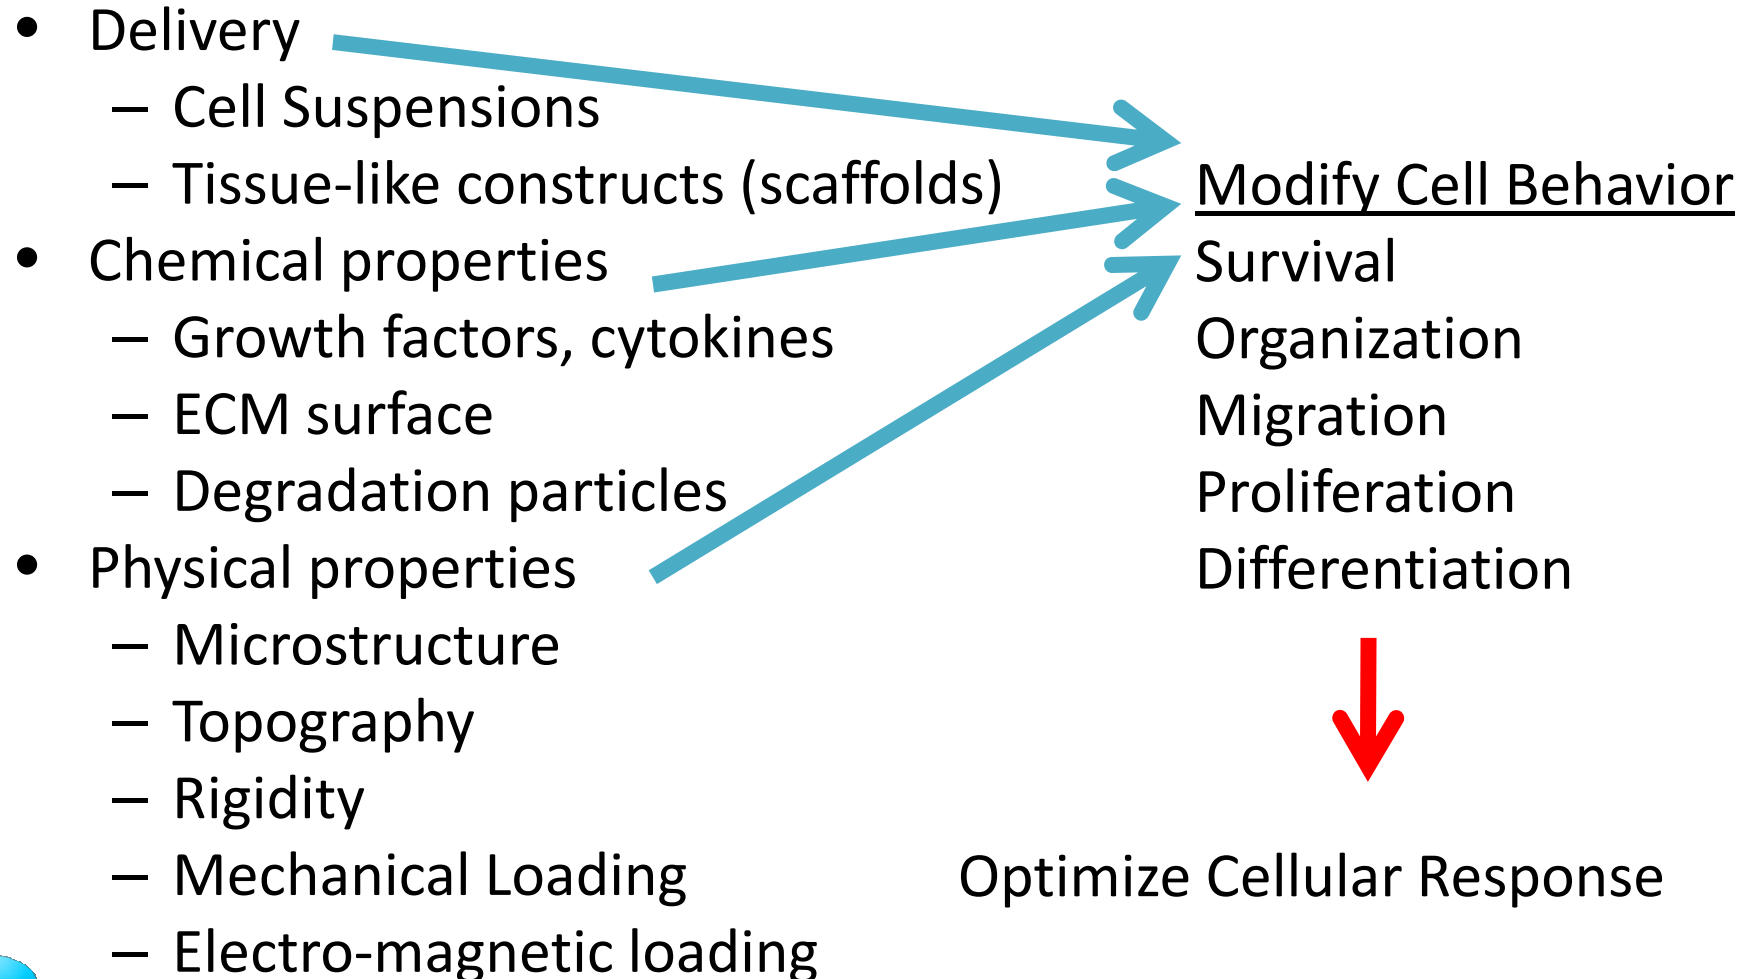 • Delivery
– Cell Suspensions
– Tissue-like constructs (scaffolds)
• Chemical properties
– Growth factors, cytokines
– ECM surface
– Degradation particles
• Physical properties
– Microstructure
– Topography
– Rigidity
– Mechanical Loading
– Electro-magnetic loading
Modify Cell Behavior
Survival
Organization
Migration
Proliferation
Differentiation
Optimize Cellular Response